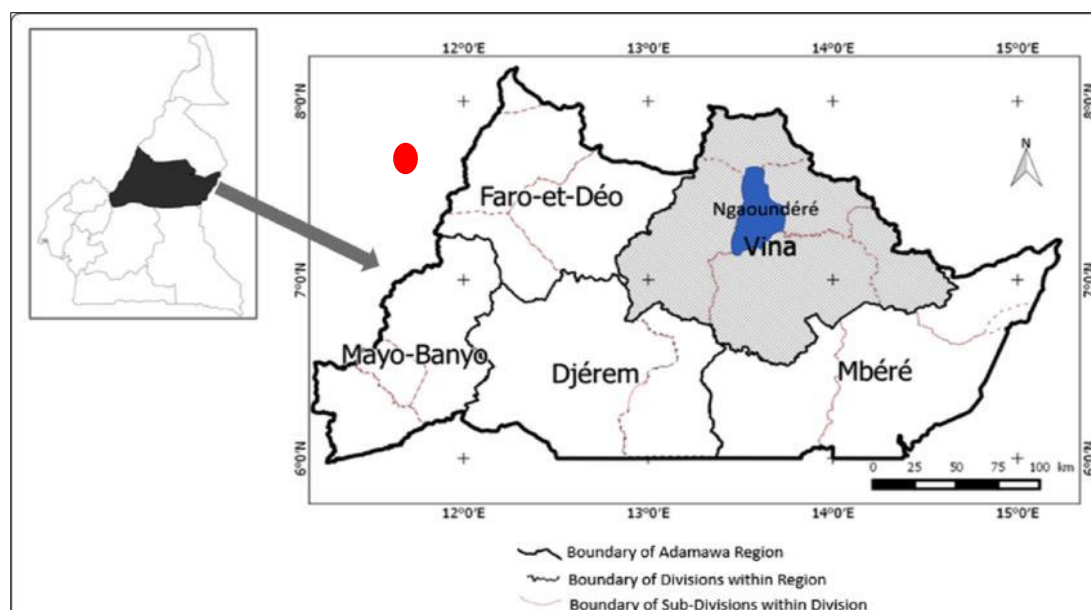 12°0'E 13°0'E 14°0'E 15°0'E
8°0'N 8°0'N
N
Faro-et-Déo
Ngaoundéré
Vina
7°0'N 7°0'N
Mayo-Banyo
Djérem
Mbéré
6°0'N 6°0'N
0 25 50 75 100 km
12°0'E 13°0'E 14°0'E 15°0'E
Boundary of Adamawa Region
Boundary of Divisions within Region
Boundary of Sub-Divisions within Division